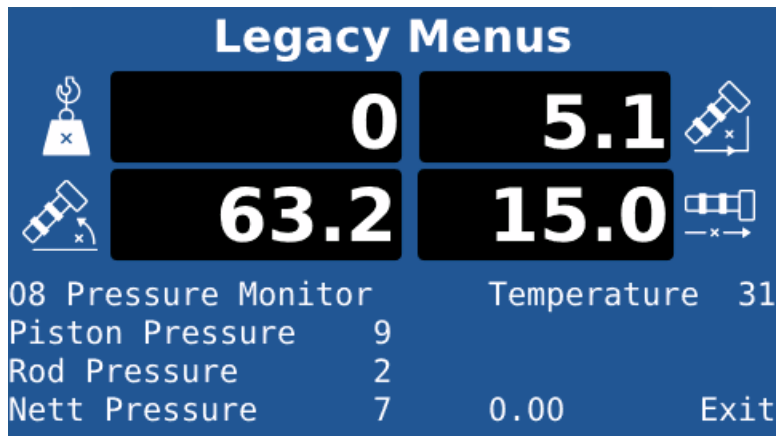 Legacy Menus
0 5.1
63.2 15.0
08 Pressure Monitor Temperature 31
Piston Pressure 9
Rod Pressure 2
Nett Pressure 7 0.00 Exit